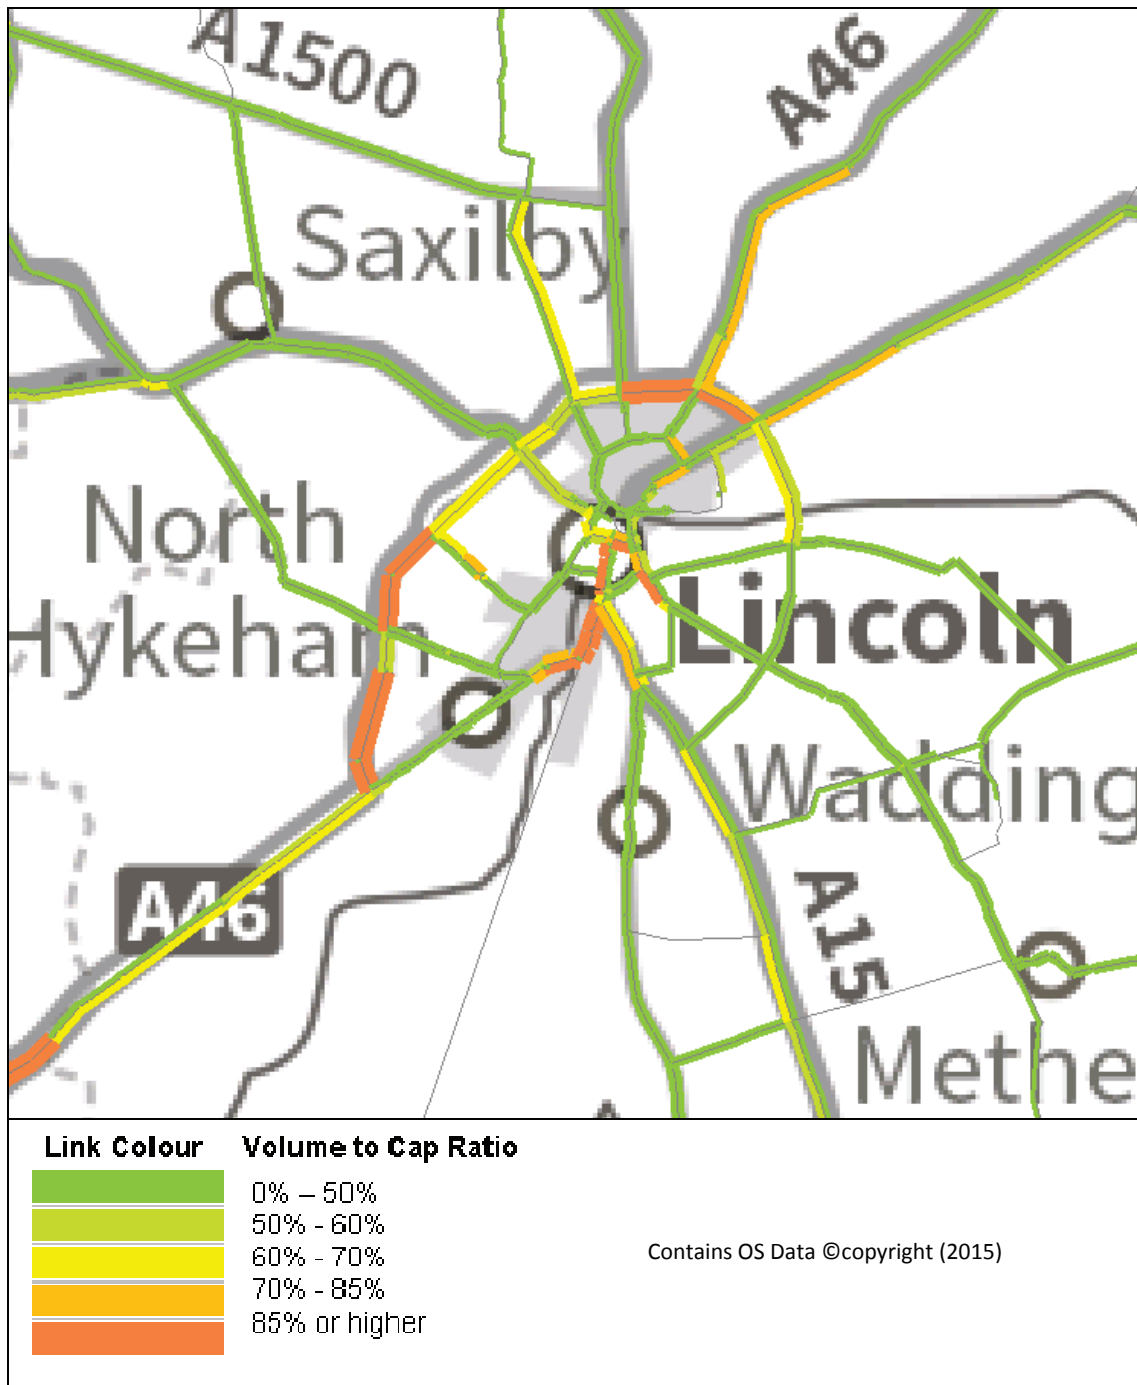 A1500
A46
Saxilby
North
Hykeham
Lincoln
Wadding
A46
A15
Methe
Link Colour Volume to Cap Ratio
0% – 50%
50% - 60%
60% - 70%
70% - 85%
85% or higher
Contains OS Data ©copyright (2015)